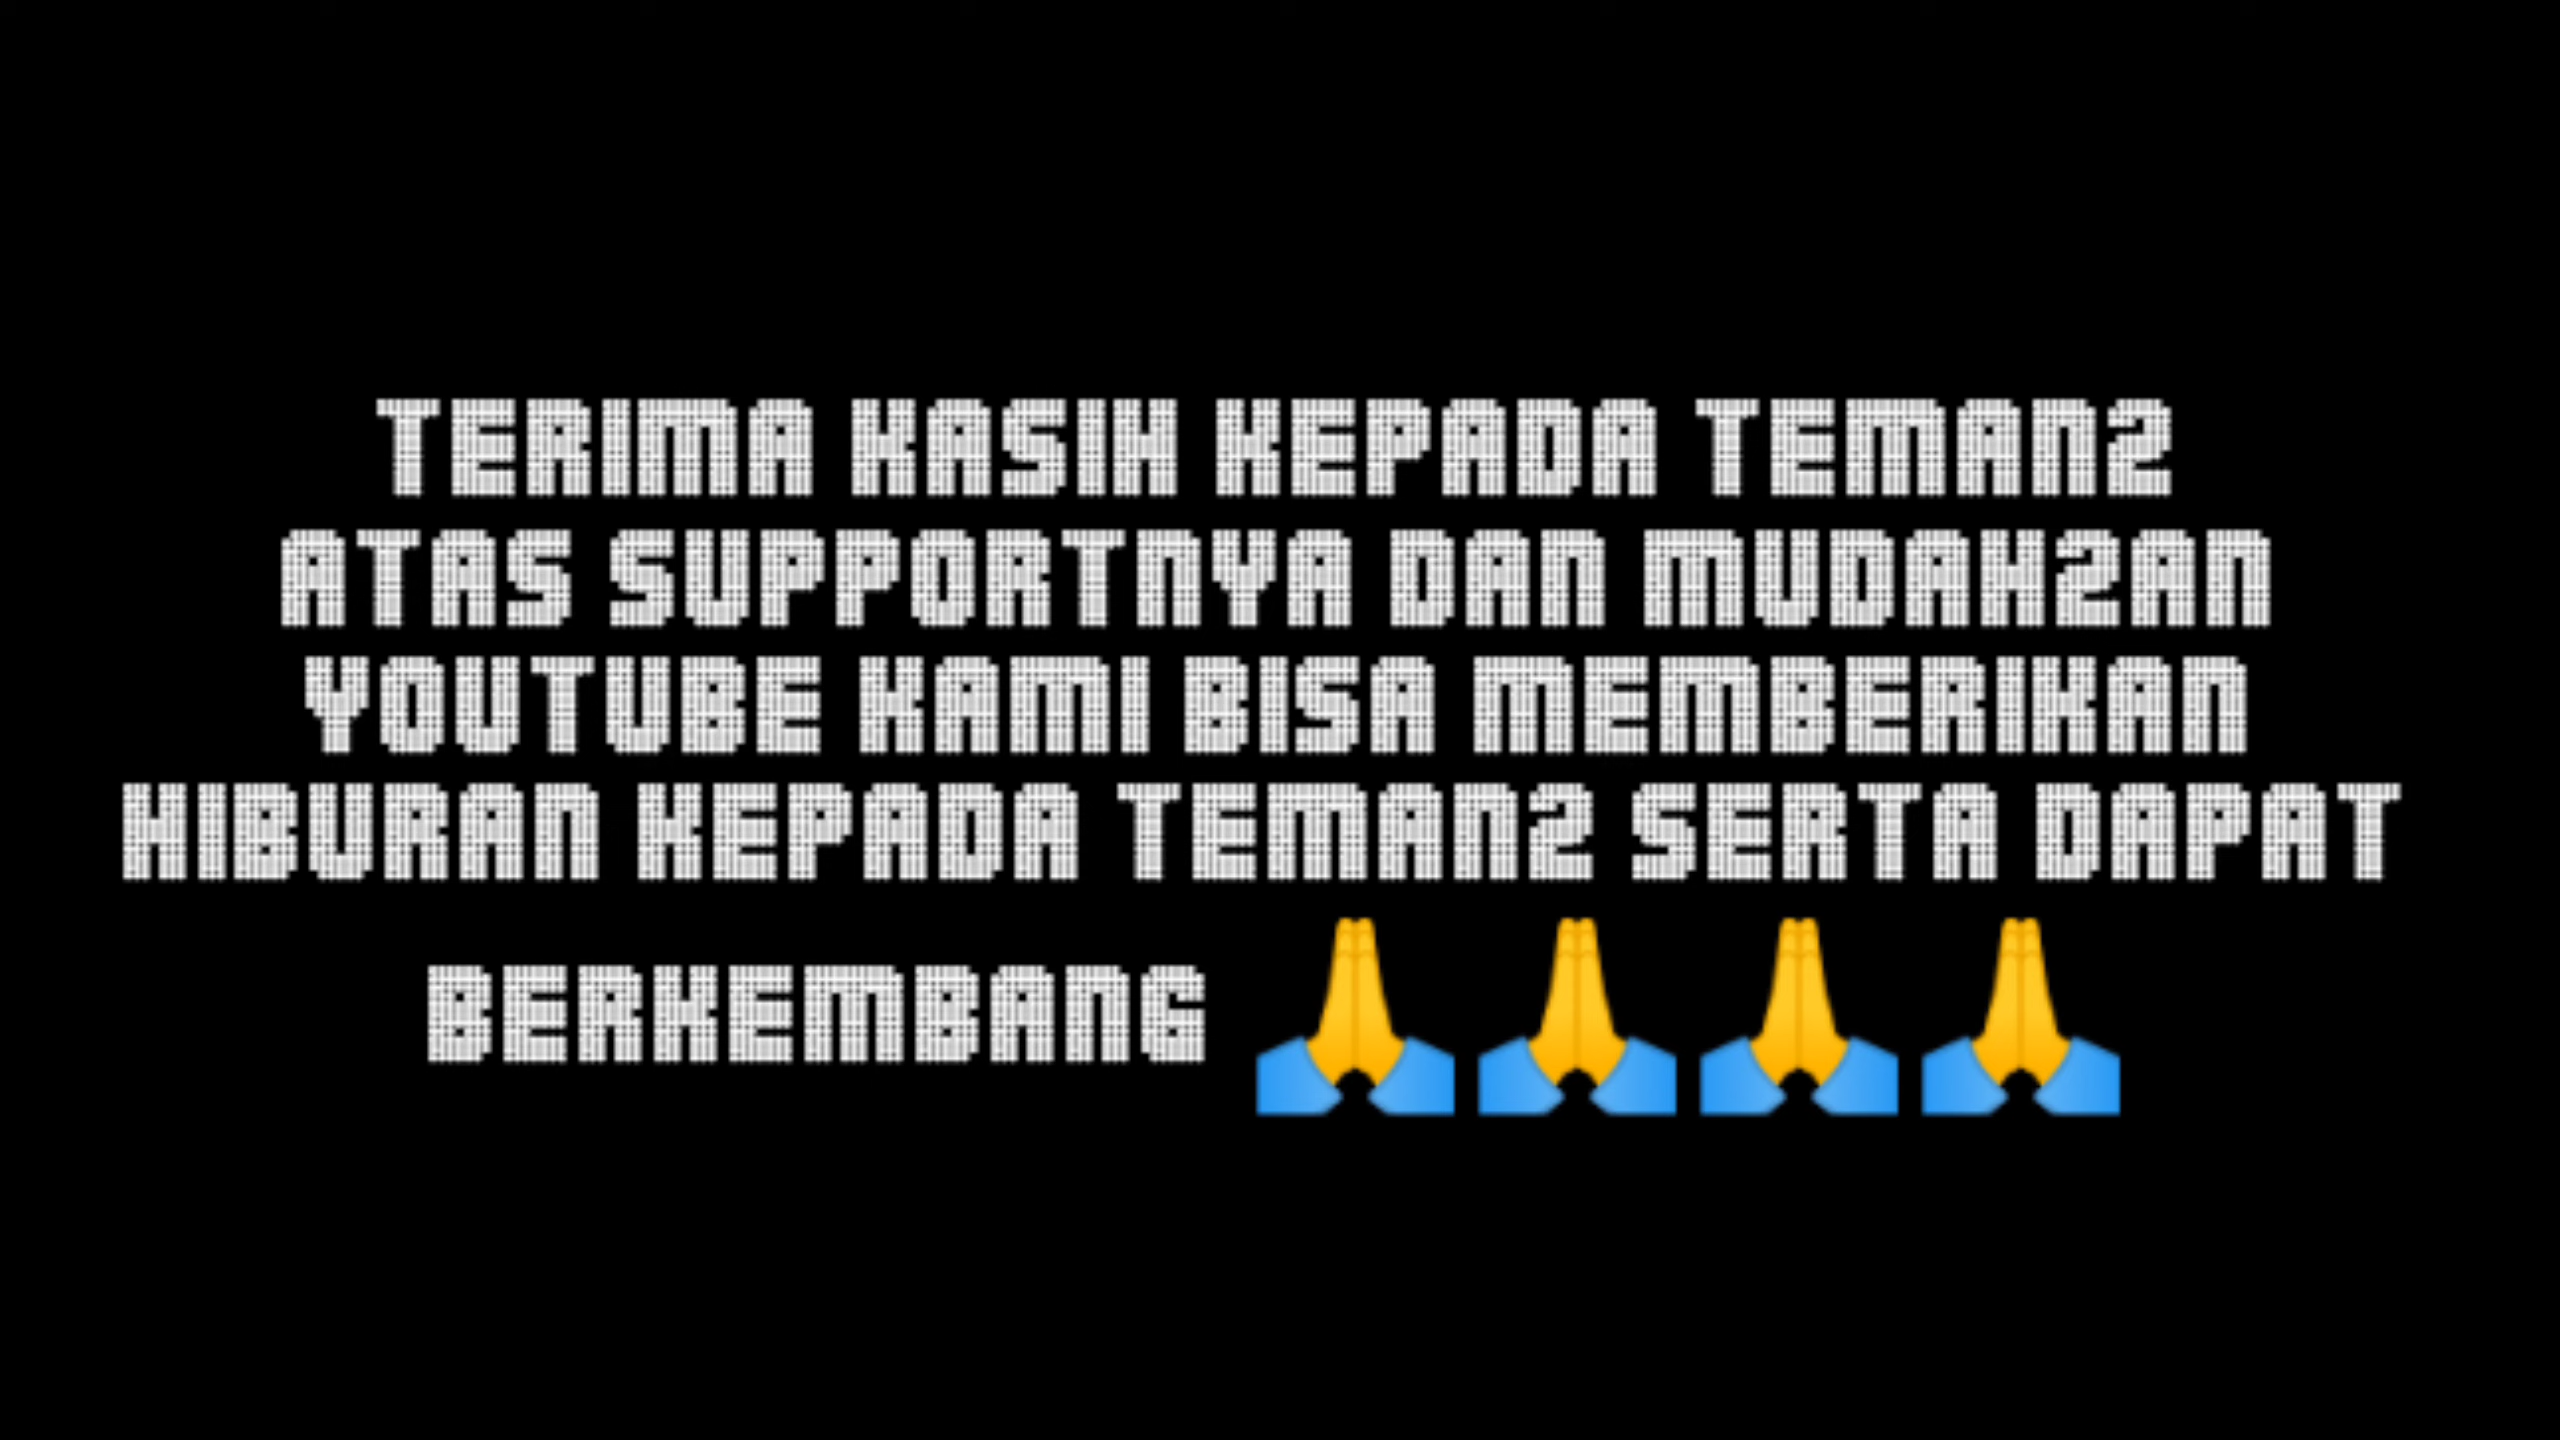 TERIMA KASIH KEPADA TEMAN2
ATAS SUPPORTNYA DAN MUDAH2AN
YOUTUBE KAMI BISA MEMBERIKAN
HIBURAN KEPADA TEMAN2 SERTA DAPAT
BERKEMBANG 🙏🙏🙏🙏